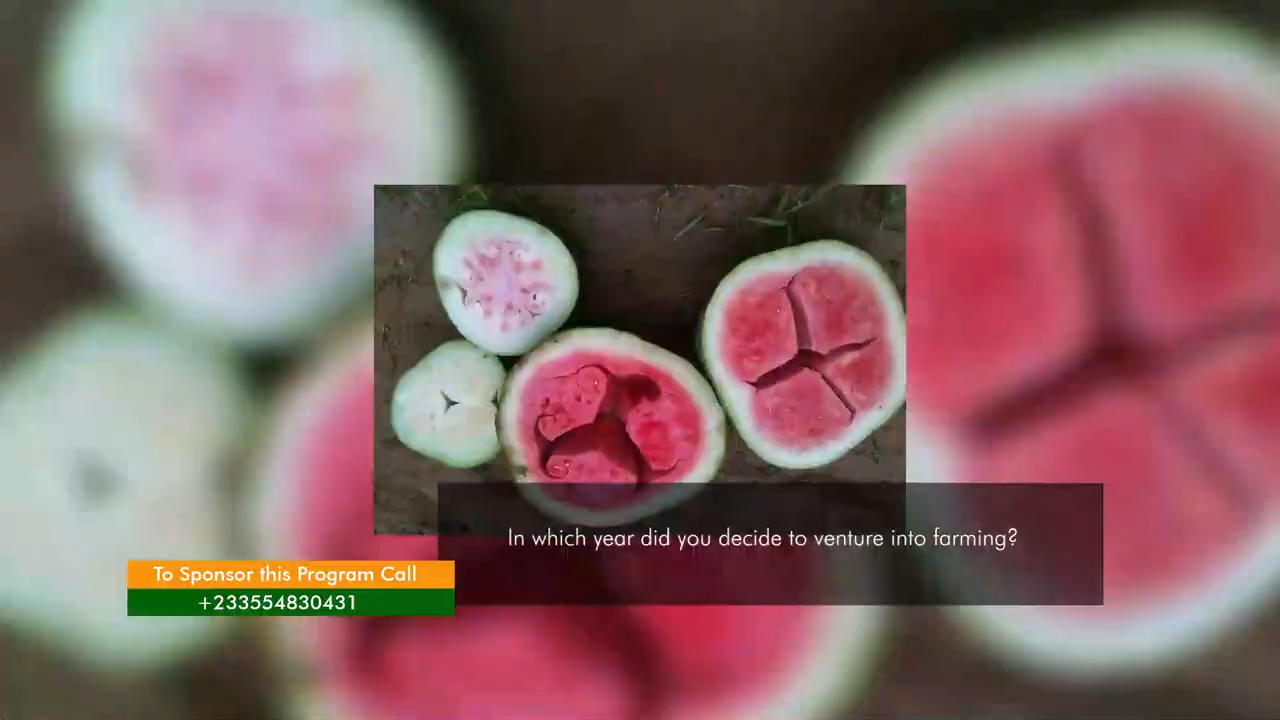 In which year did you decide to venture into farming?
To Sponsor this Program Call
+233554830431